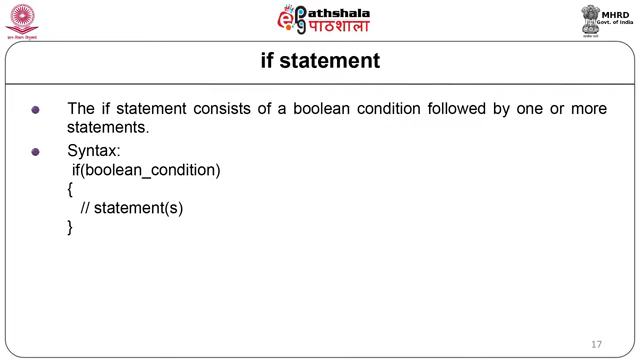 ePathshala
पाठशाला
MHRD
Govt. of India
if statement
The if statement consists of a boolean condition followed by one or more
statements.
Syntax:
if(boolean_condition)
{
// statement(s)
}
17